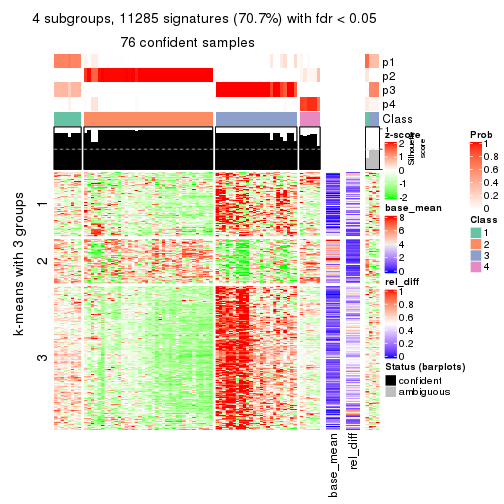 4 subgroups, 11285 signatures (70.7%) with fdr < 0.05
76 confident samples
p1
p2
p3
p4
Class
1
0
Silhouette
score
k-means with 3 groups
1
2
3
base_mean
rel_diff
z-score
2
1
0
-1
-2
base_mean
8
6
4
2
0
rel_diff
1
0.8
0.6
0.4
0.2
0
Status (barplots)
confident
ambiguous
Prob
1
0.8
0.6
0.4
0.2
0
Class
1
2
3
4